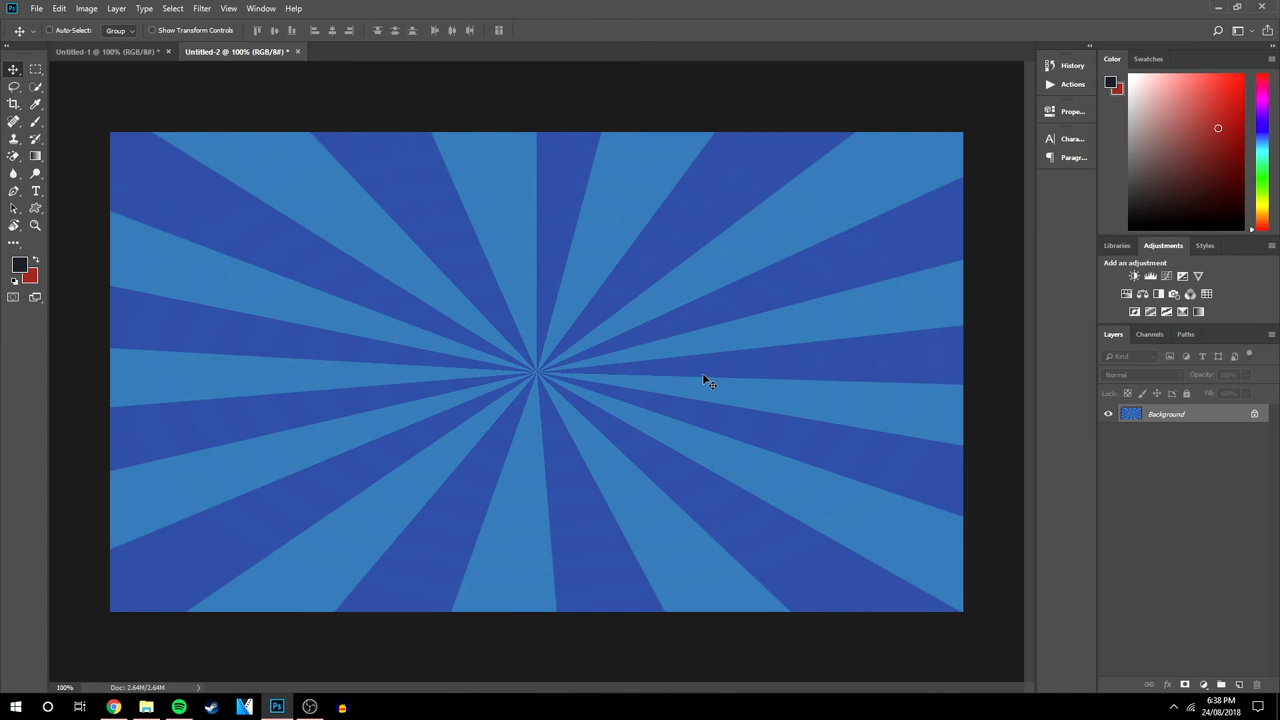 Ps File Edit Image Layer Type Select Filter View Window Help
Auto-Select: Group Show Transform Controls
Untitled-1 @ 100% (RGB/8#) * × Untitled-2 @ 100% (RGB/8#) * ×
History
Actions
Prope...
Chara...
Paragr...
Color Swatches
Libraries Adjustments Styles
Add an adjustment
Layers Channels Paths
Kind
Normal Opacity: 100%
Lock: Fill: 100%
Background
100% Doc: 2.64M/2.64M
Ps
6:38 PM
24/08/2018